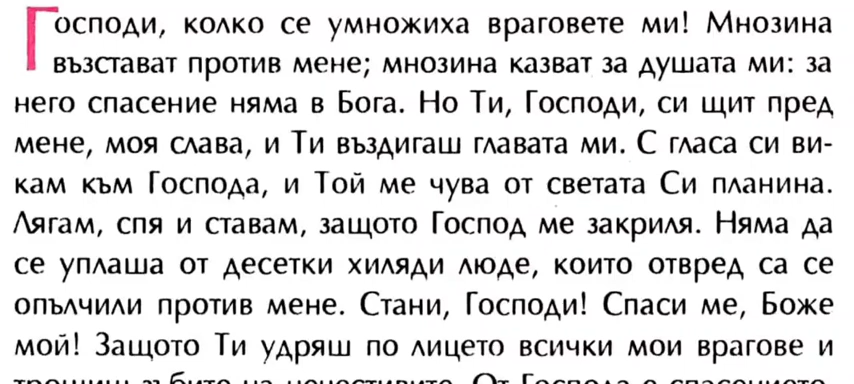 Господи, колко се умножиха враговете ми! Мнозина
възстават против мене; мнозина казват за душата ми: за
него спасение няма в Бога. Но Ти, Господи, си щит пред
мене, моя слава, и Ти въздигаш главата ми. С гласа си ви-
кам към Господа, и Той ме чува от светата Си планина.
Лягам, спя и ставам, защото Господ ме закриля. Няма да
се уплаша от десетки хиляди люде, които отвред са се
опълчили против мене. Стани, Господи! Спаси ме, Боже
мой! Защото Ти удряш по лицето всички мои врагове и